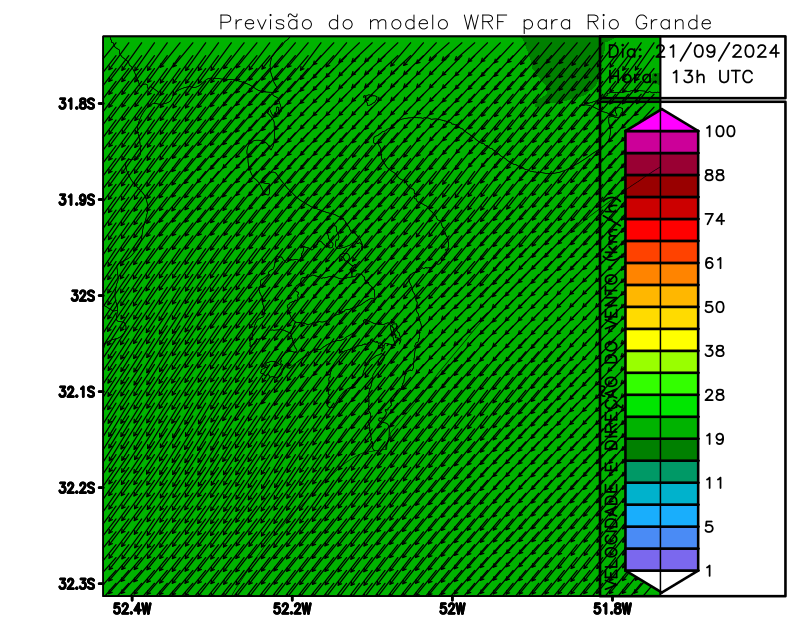 Previsão do modelo WRF para Rio Grande
Dia: 21/09/2024
Hora: 13h UTC
31.8S
31.9S
32S
32.1S
32.2S
32.3S
52.4W
52.2W
52W
51.8W
VELOCIDADE E DIREÇÃO DO VENTO (Km/h)
100
88
74
61
50
38
28
19
11
5
1